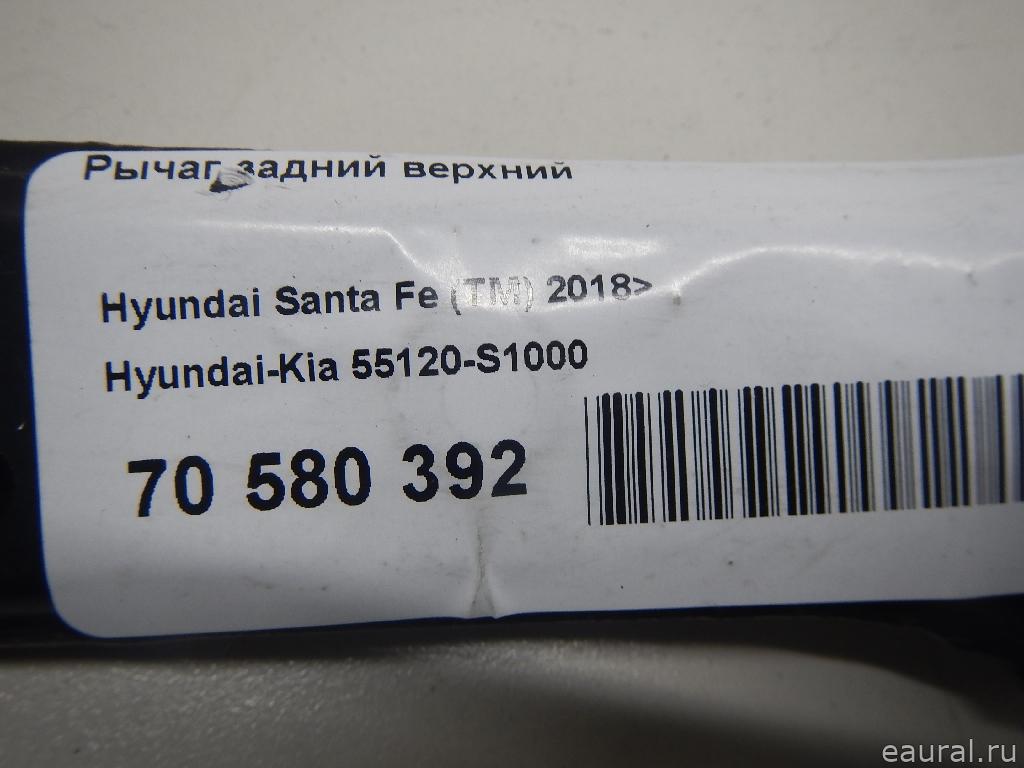 Рычаг задний верхний
Hyundai Santa Fe (TM) 2018>
Hyundai-Kia 55120-S1000
70 580 392
eaural.ru